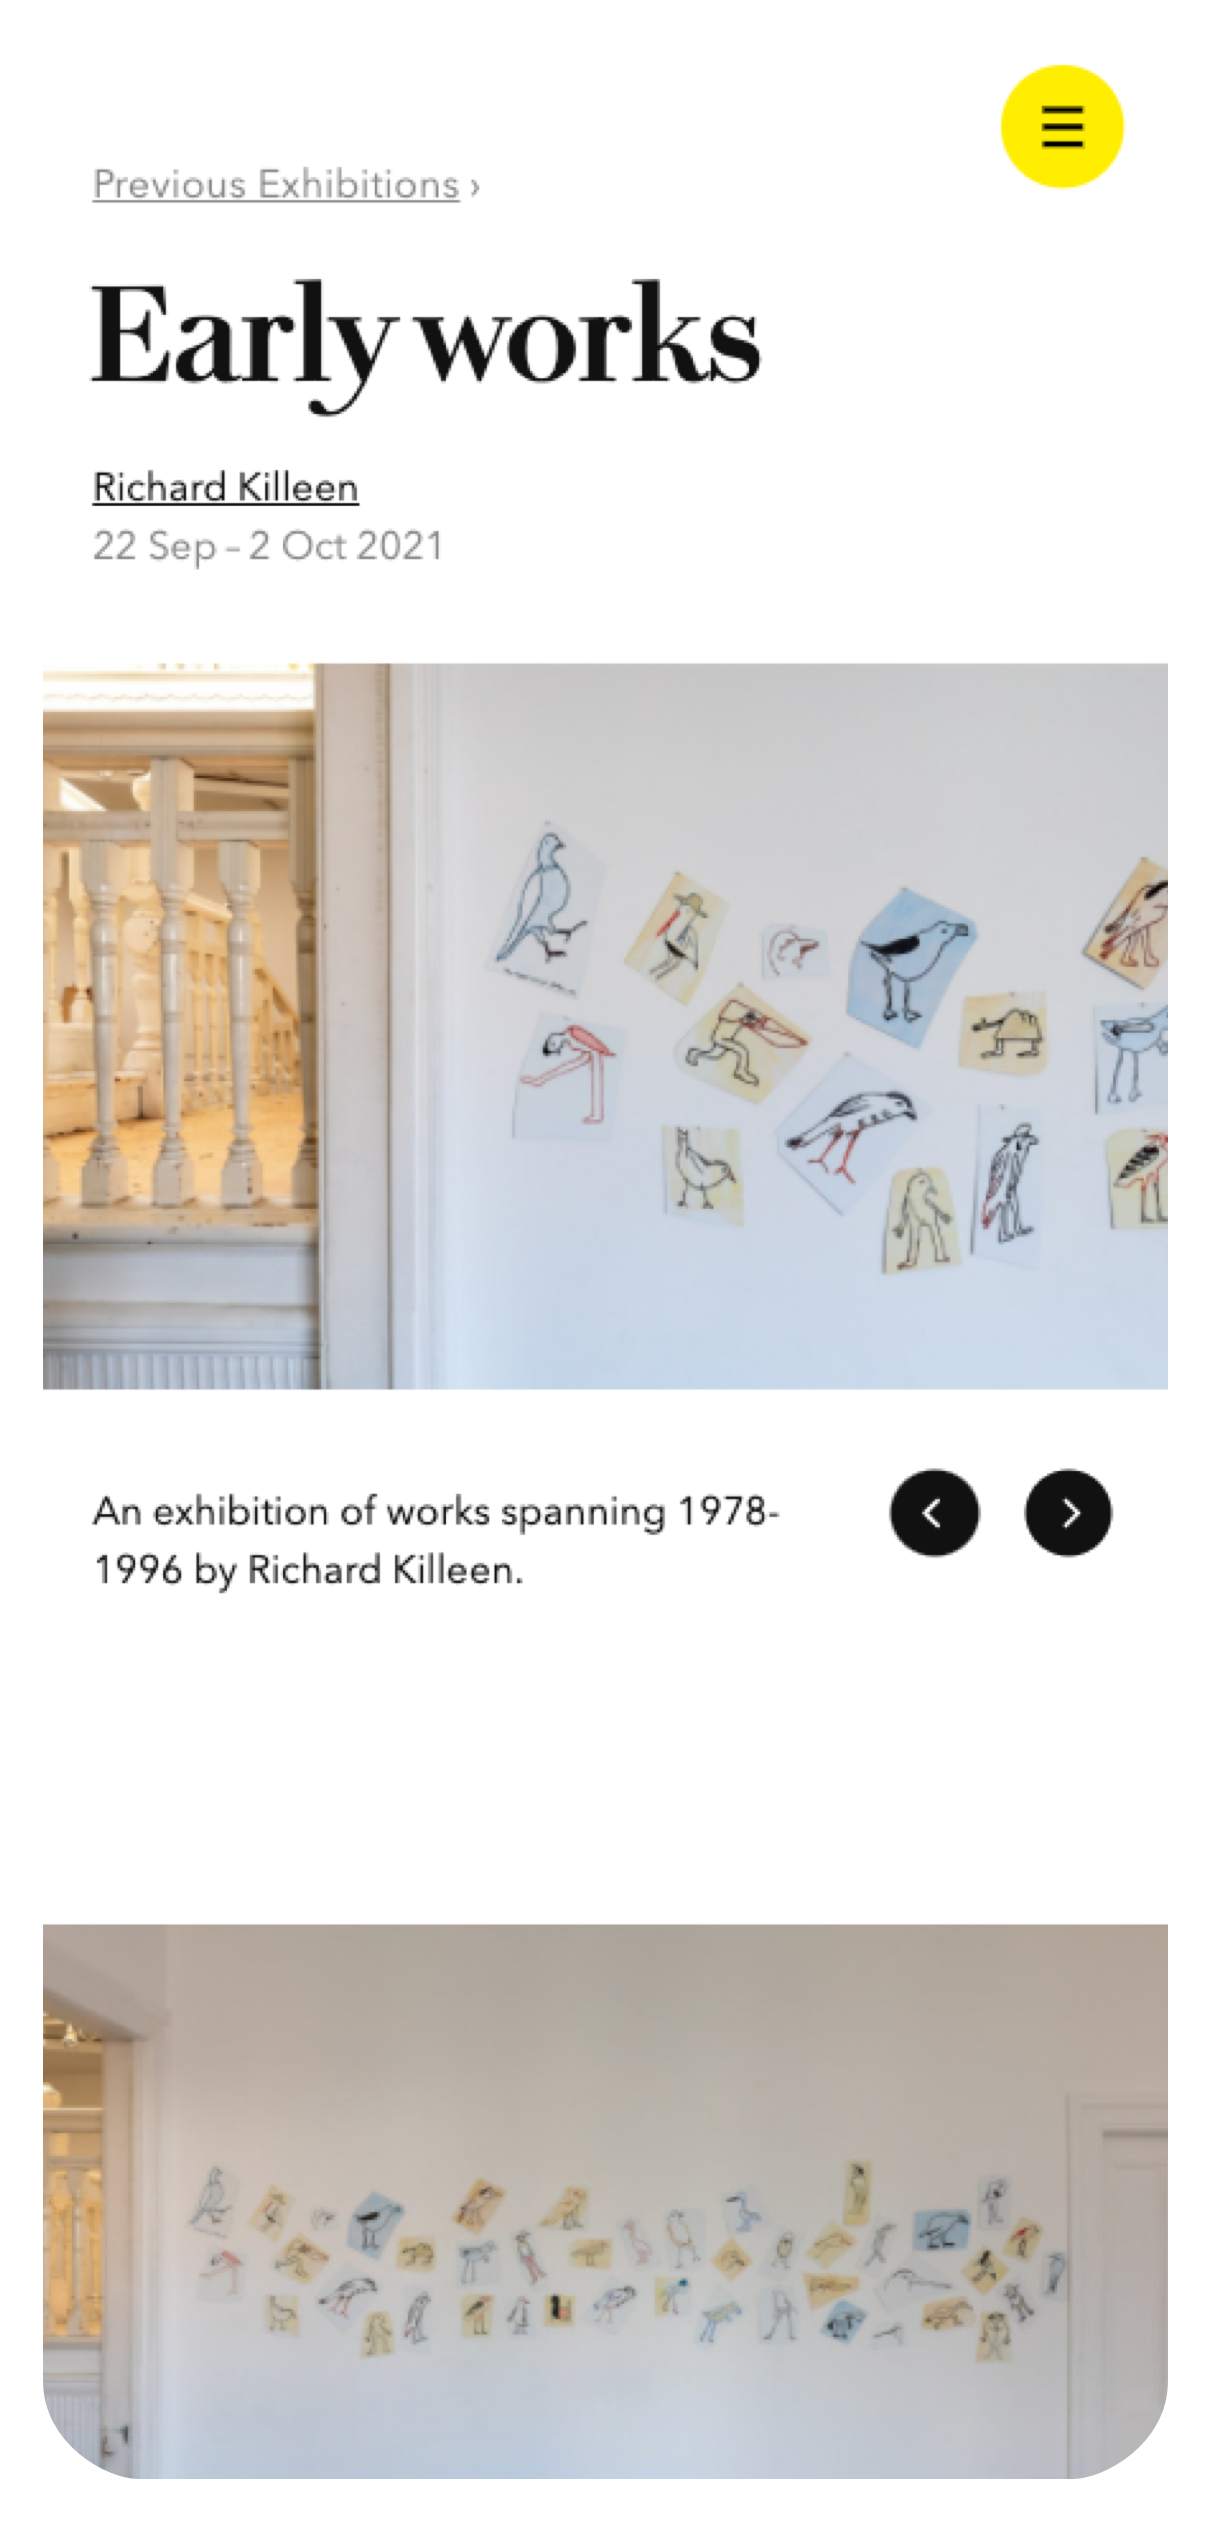 Previous Exhibitions ›
Early works
Richard Killeen
22 Sep – 2 Oct 2021
An exhibition of works spanning 1978-
1996 by Richard Killeen.